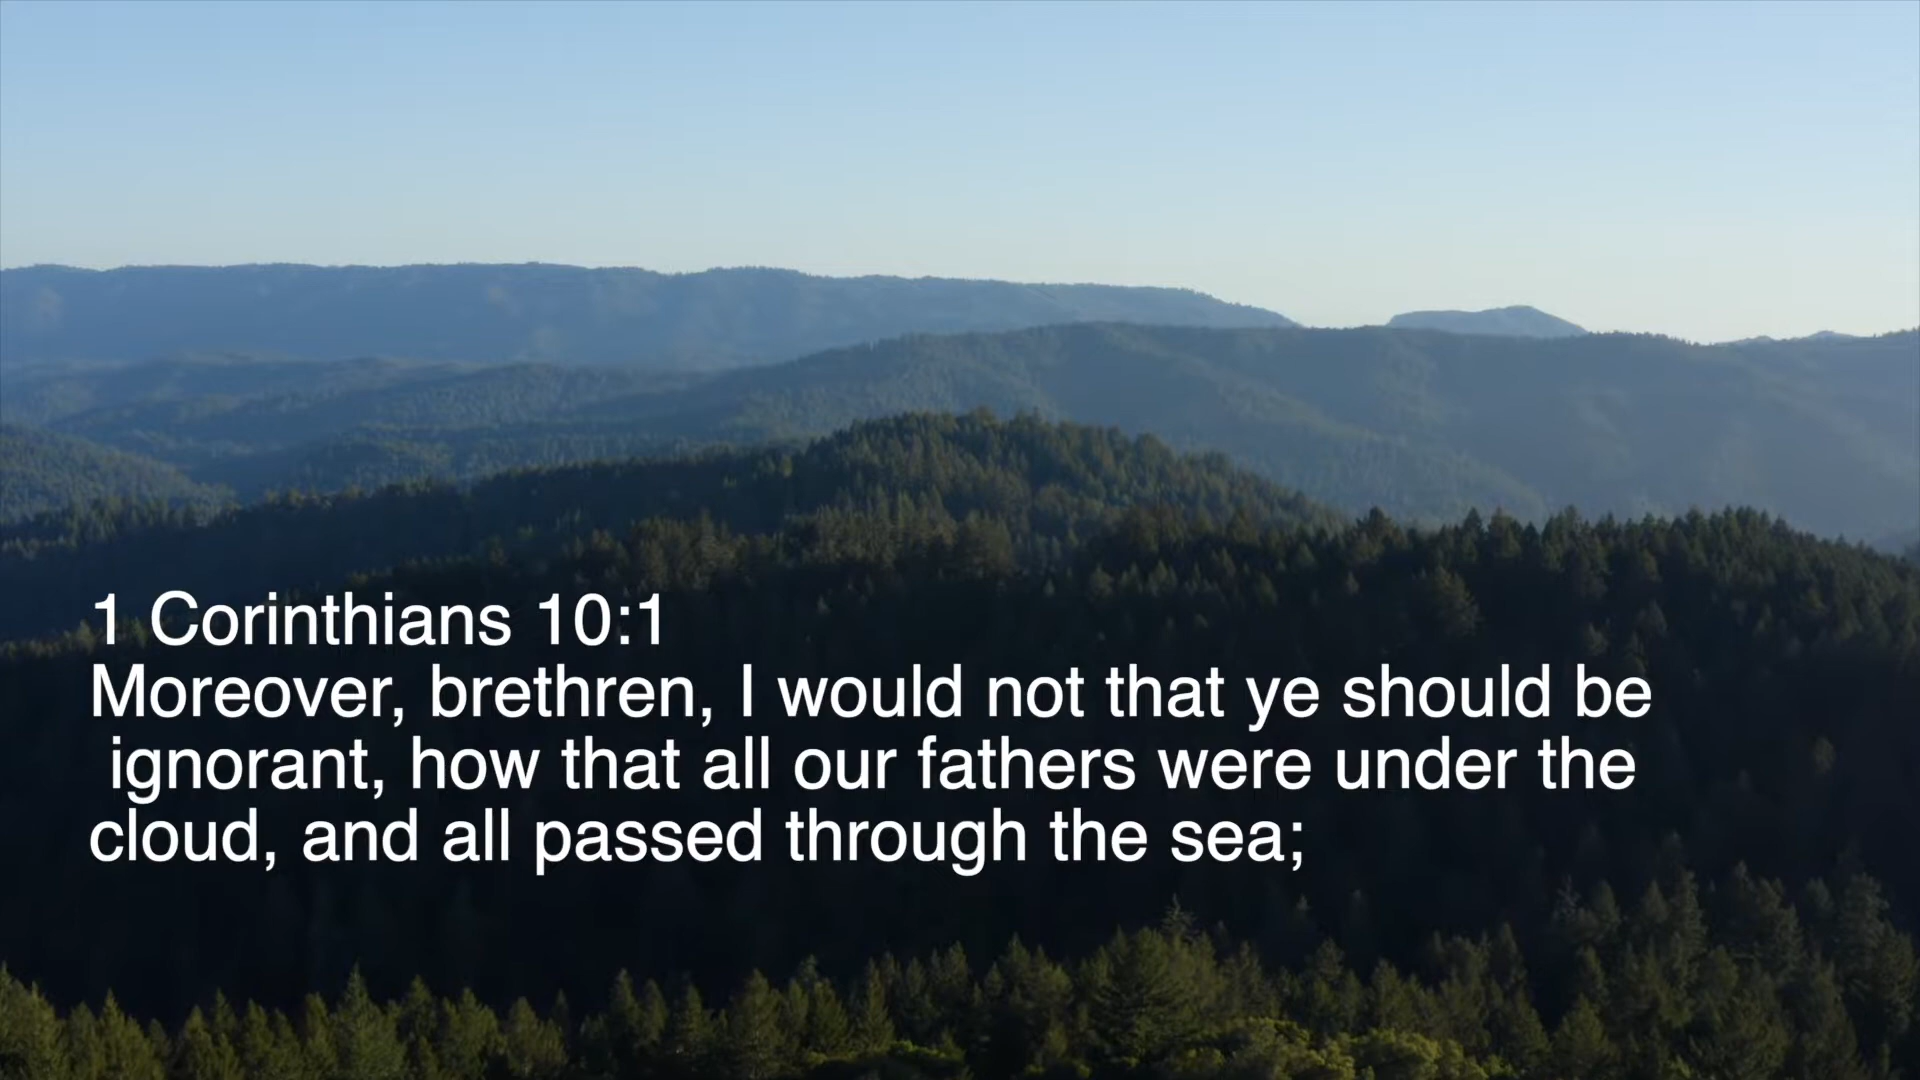 1 Corinthians 10:1
Moreover, brethren, I would not that ye should be
ignorant, how that all our fathers were under the
cloud, and all passed through the sea;